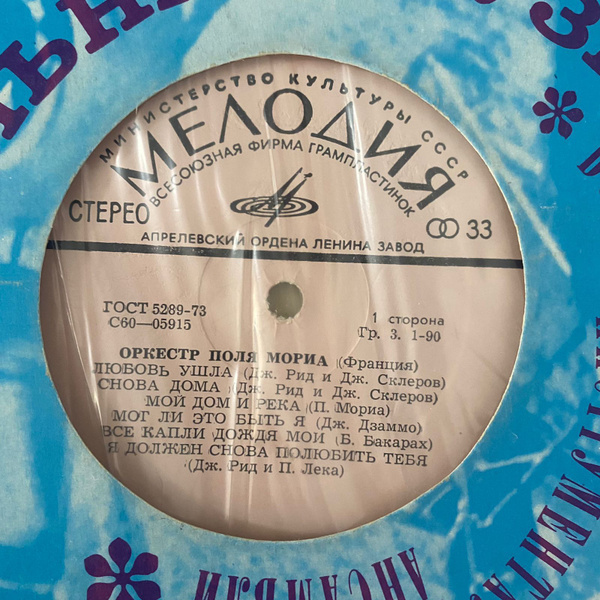 МИНИСТЕРСТВО КУЛЬТУРЫ СССР
МЕЛОДИЯ
ВСЕСОЮЗНАЯ ФИРМА ГРАМПЛАСТИНОК
СТЕРЕО
33
АПРЕЛЕВСКИЙ ОРДЕНА ЛЕНИНА ЗАВОД
ГОСТ 5289-73
С60—05915
1 сторона
Гр. 3. 1-90
ОРКЕСТР ПОЛЯ МОРИА (Франция)
ЛЮБОВЬ УШЛА (Дж. Рид и Дж. Склеров)
СНОВА ДОМА (Дж. Рид и Дж. Склеров)
МОЙ ДОМ И РЕКА (П. Мориа)
МОГ ЛИ ЭТО БЫТЬ Я (Дж. Дзаммо)
ВСЕ КАПЛИ ДОЖДЯ МОИ (Б. Бакарах)
Я ДОЛЖЕН СНОВА ПОЛЮБИТЬ ТЕБЯ
(Дж. Рид и П. Лека)
АНСАМБЛИ